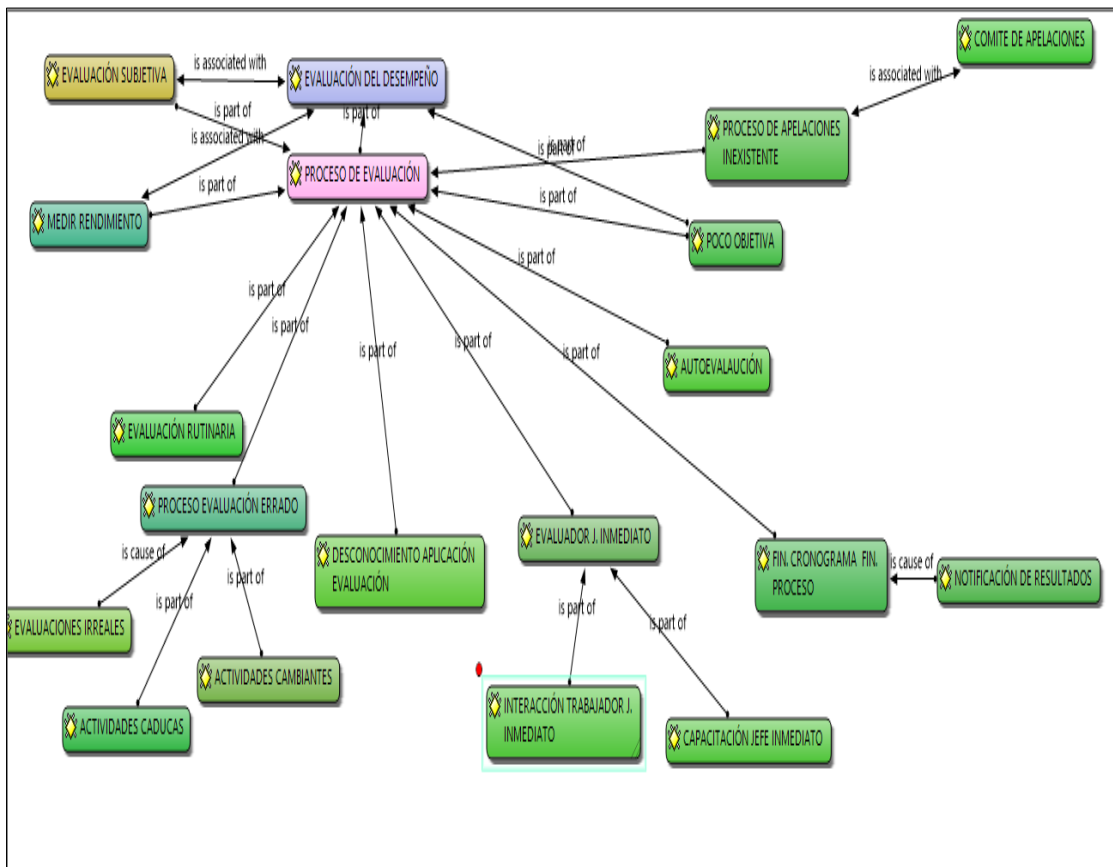 COMITE DE APELACIONES
is associated with
EVALUACIÓN SUBJETIVA
is associated with
EVALUACIÓN DEL DESEMPEÑO
is part of
is part of
is associated with
PROCESO DE APELACIONES
INEXISTENTE
is part of
is part of
PROCESO DE EVALUACIÓN
is part of
MEDIR RENDIMIENTO
is part of
POCO OBJETIVA
is part of
is part of
is part of
is part of
is part of
is part of
AUTOEVALAUCIÓN
EVALUACIÓN RUTINARIA
PROCESO EVALUACIÓN ERRADO
DESCONOCIMIENTO APLICACIÓN
EVALUACIÓN
EVALUADOR J. INMEDIATO
FIN. CRONOGRAMA FIN.
PROCESO
is cause of
NOTIFICACIÓN DE RESULTADOS
is cause of
is part of
is part of
is part of
is part of
EVALUACIONES IRREALES
ACTIVIDADES CAMBIANTES
ACTIVIDADES CADUCAS
INTERACCIÓN TRABAJADOR J.
INMEDIATO
CAPACITACIÓN JEFE INMEDIATO